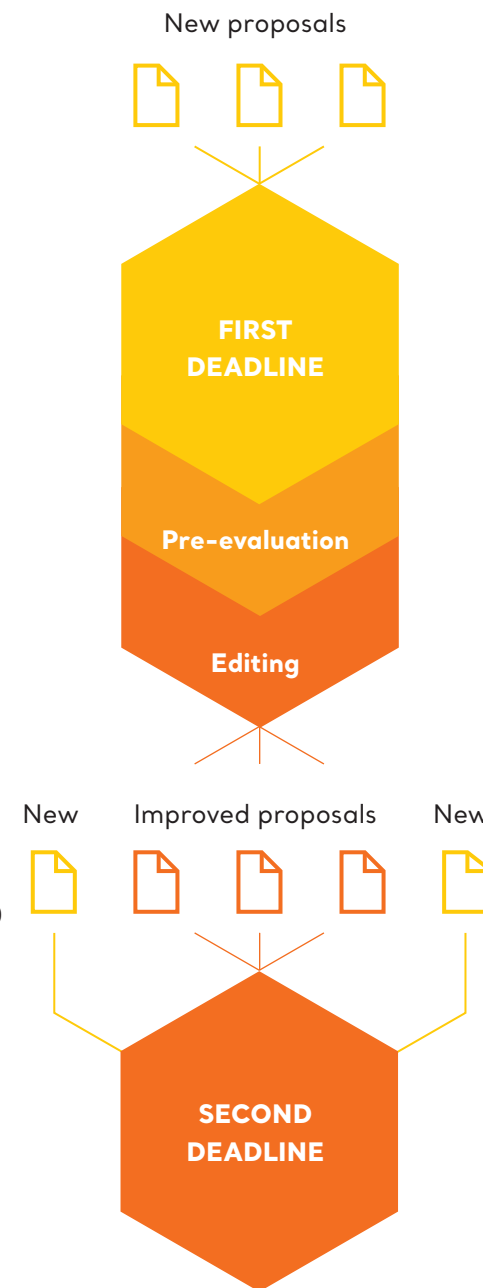 New proposals
FIRST
DEADLINE
Pre-evaluation
Editing
New Improved proposals New
)
SECOND
DEADLINE